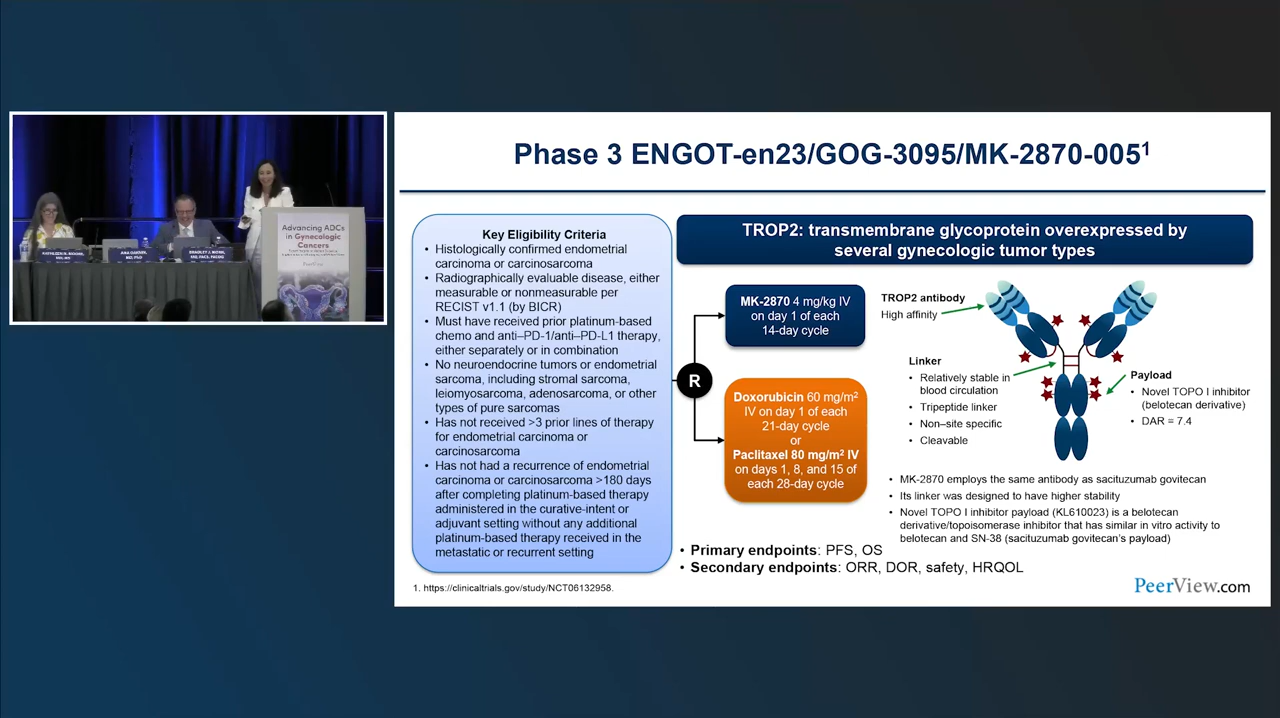 Phase 3 ENGOT-en23/GOG-3095/MK-2870-005¹
Key Eligibility Criteria
• Histologically confirmed endometrial
carcinoma or carcinosarcoma
• Radiographically evaluable disease, either
measurable or nonmeasurable per
RECIST v1.1 (by BICR)
• Must have received prior platinum-based
chemo and anti–PD-1/anti–PD-L1 therapy,
either separately or in combination
• No neuroendocrine tumors or endometrial
sarcoma, including stromal sarcoma,
leiomyosarcoma, adenosarcoma, or other
types of pure sarcomas
• Has not received >3 prior lines of therapy
for endometrial carcinoma or
carcinosarcoma
• Has not had a recurrence of endometrial
carcinoma or carcinosarcoma >180 days
after completing platinum-based therapy
administered in the curative-intent or
adjuvant setting without any additional
platinum-based therapy received in the
metastatic or recurrent setting
TROP2: transmembrane glycoprotein overexpressed by
several gynecologic tumor types
R
MK-2870 4 mg/kg IV
on day 1 of each
14-day cycle
Doxorubicin 60 mg/m²
IV on day 1 of each
21-day cycle
or
Paclitaxel 80 mg/m² IV
on days 1, 8, and 15 of
each 28-day cycle
TROP2 antibody
High affinity
Linker
• Relatively stable in
blood circulation
• Tripeptide linker
• Non–site specific
• Cleavable
Payload
• Novel TOPO I inhibitor
(belotecan derivative)
• DAR = 7.4
• MK-2870 employs the same antibody as sacituzumab govitecan
• Its linker was designed to have higher stability
• Novel TOPO I inhibitor payload (KL610023) is a belotecan
derivative/topoisomerase inhibitor that has similar in vitro activity to
belotecan and SN-38 (sacituzumab govitecan's payload)
• Primary endpoints: PFS, OS
• Secondary endpoints: ORR, DOR, safety, HRQOL
1. https://clinicaltrials.gov/study/NCT06132958.
PeerView.com
Advancing ADCs
in Gynecologic
Cancers
PeerView